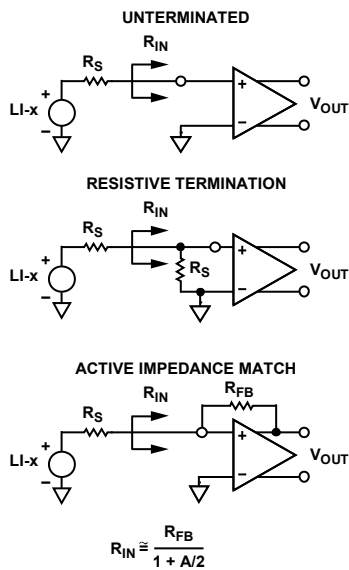 UNTERMINATED
R_IN
R_S
LI-x
+
−
+
−
V_OUT
RESISTIVE TERMINATION
R_IN
R_S
LI-x
+
−
R_S
+
−
V_OUT
ACTIVE IMPEDANCE MATCH
R_IN
R_FB
R_S
LI-x
+
−
+
−
V_OUT
R_IN ≅ R_FB / 1 + A/2